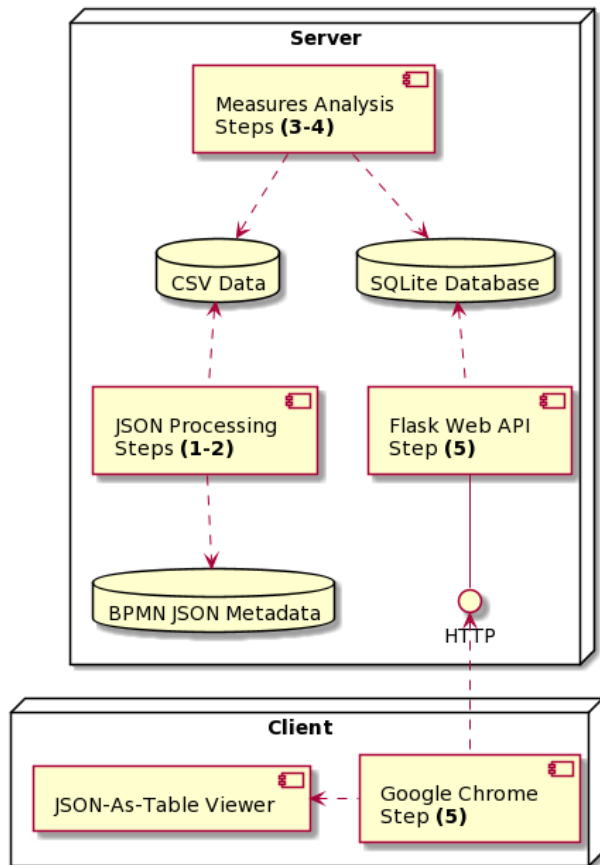 Server
Measures Analysis
Steps (3-4)
CSV Data
SQLite Database
JSON Processing
Steps (1-2)
Flask Web API
Step (5)
BPMN JSON Metadata
HTTP
Client
JSON-As-Table Viewer
Google Chrome
Step (5)